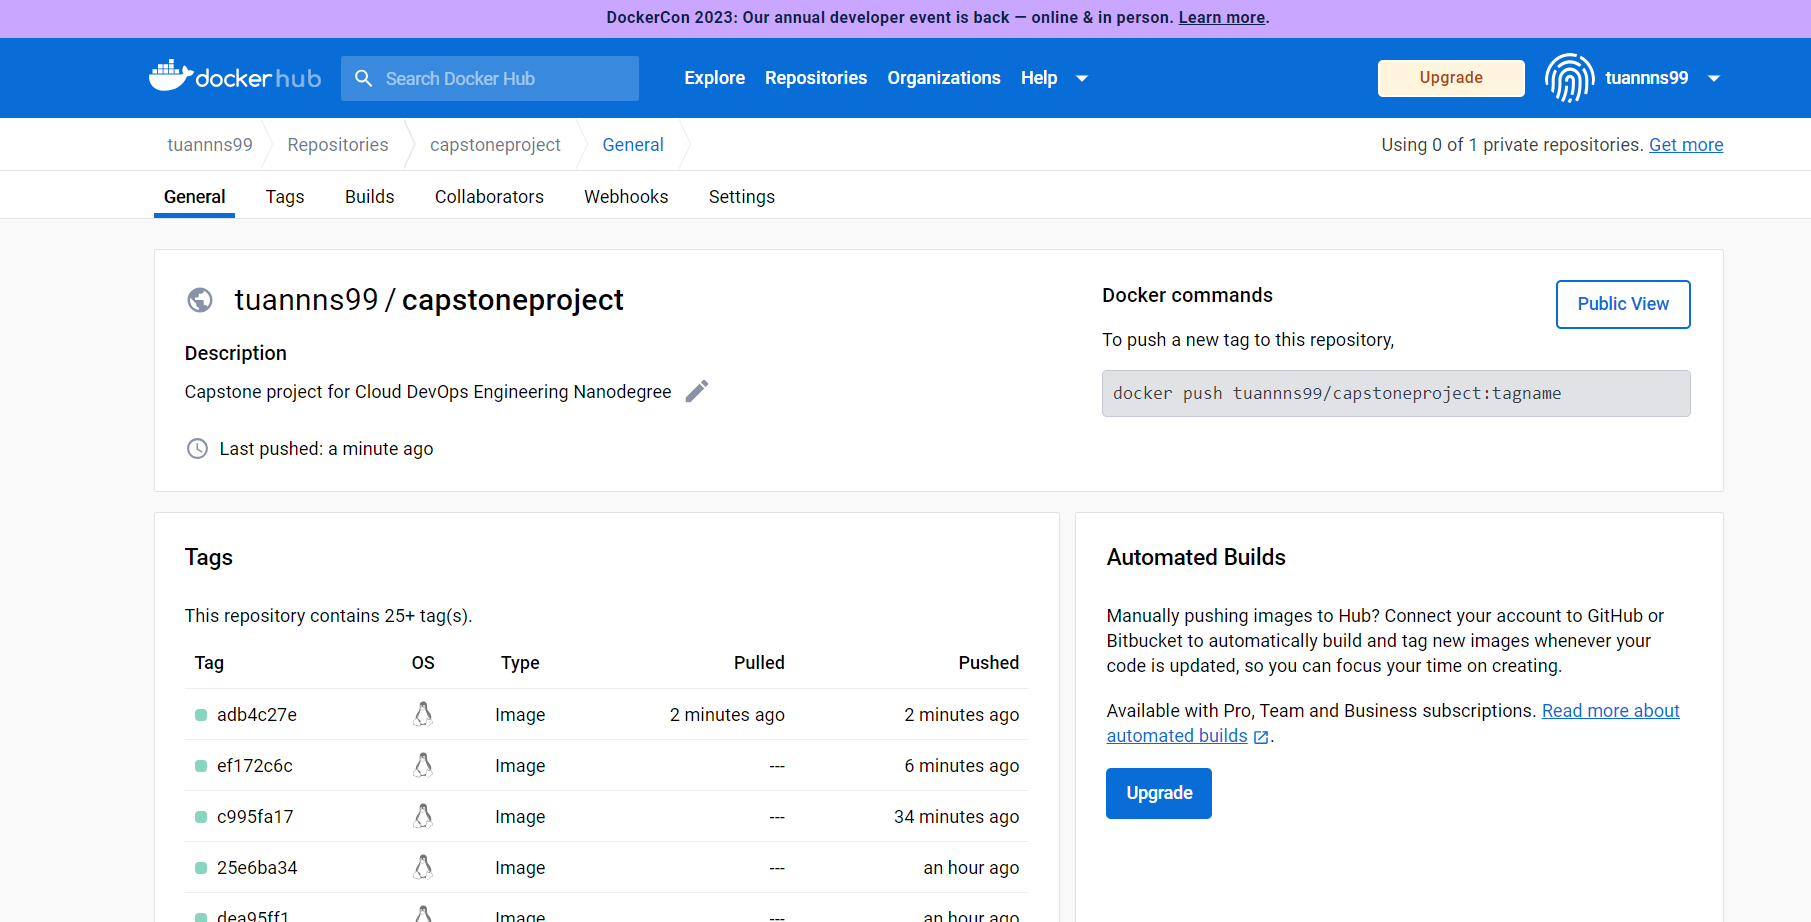 DockerCon 2023: Our annual developer event is back — online & in person. Learn more.
dockerhub
Search Docker Hub
Explore Repositories Organizations Help
Upgrade
tuannns99
tuannns99 Repositories capstoneproject General
Using 0 of 1 private repositories. Get more
General Tags Builds Collaborators Webhooks Settings
tuannns99 / capstoneproject
Description
Capstone project for Cloud DevOps Engineering Nanodegree
Last pushed: a minute ago
Docker commands
Public View
To push a new tag to this repository,
docker push tuannns99/capstoneproject:tagname
Tags
This repository contains 25+ tag(s).
Tag OS Type Pulled Pushed
adb4c27e Image 2 minutes ago 2 minutes ago
ef172c6c Image --- 6 minutes ago
c995fa17 Image --- 34 minutes ago
25e6ba34 Image --- an hour ago
dea95ff1 Image --- an hour ago
Automated Builds
Manually pushing images to Hub? Connect your account to GitHub or
Bitbucket to automatically build and tag new images whenever your
code is updated, so you can focus your time on creating.
Available with Pro, Team and Business subscriptions. Read more about
automated builds.
Upgrade